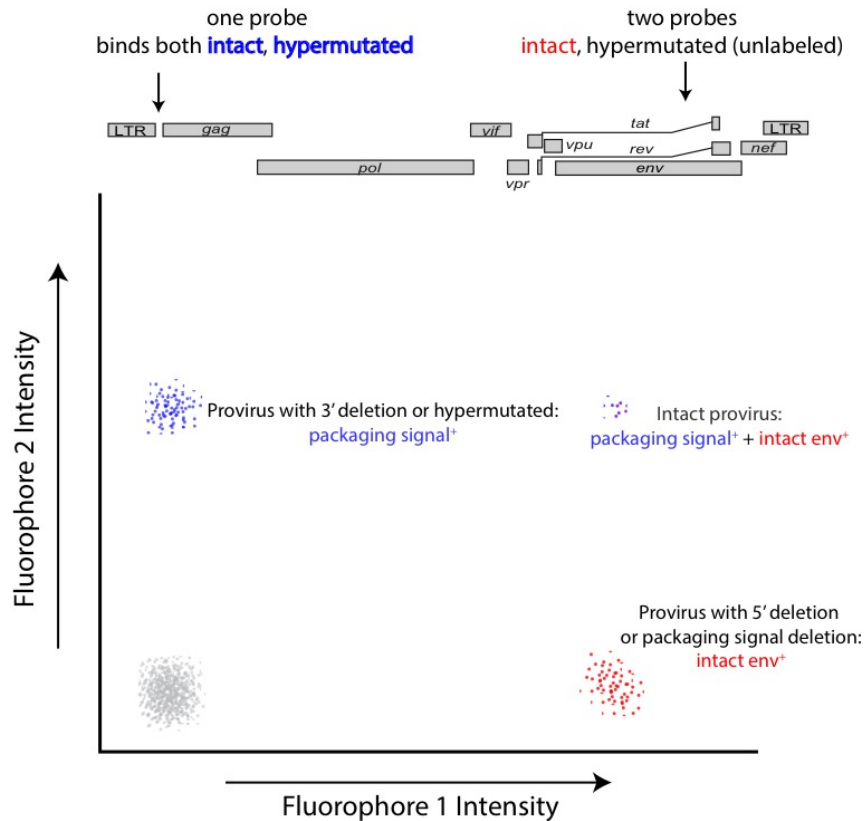 one probe
binds both intact, hypermutated
two probes
intact, hypermutated (unlabeled)
LTR
gag
vif
tat
LTR
vpu
rev
nef
pol
vpr
env
Fluorophore 2 Intensity
Provirus with 3' deletion or hypermutated:
packaging signal⁺
Intact provirus:
packaging signal⁺ + intact env⁺
Provirus with 5' deletion
or packaging signal deletion:
intact env⁺
Fluorophore 1 Intensity